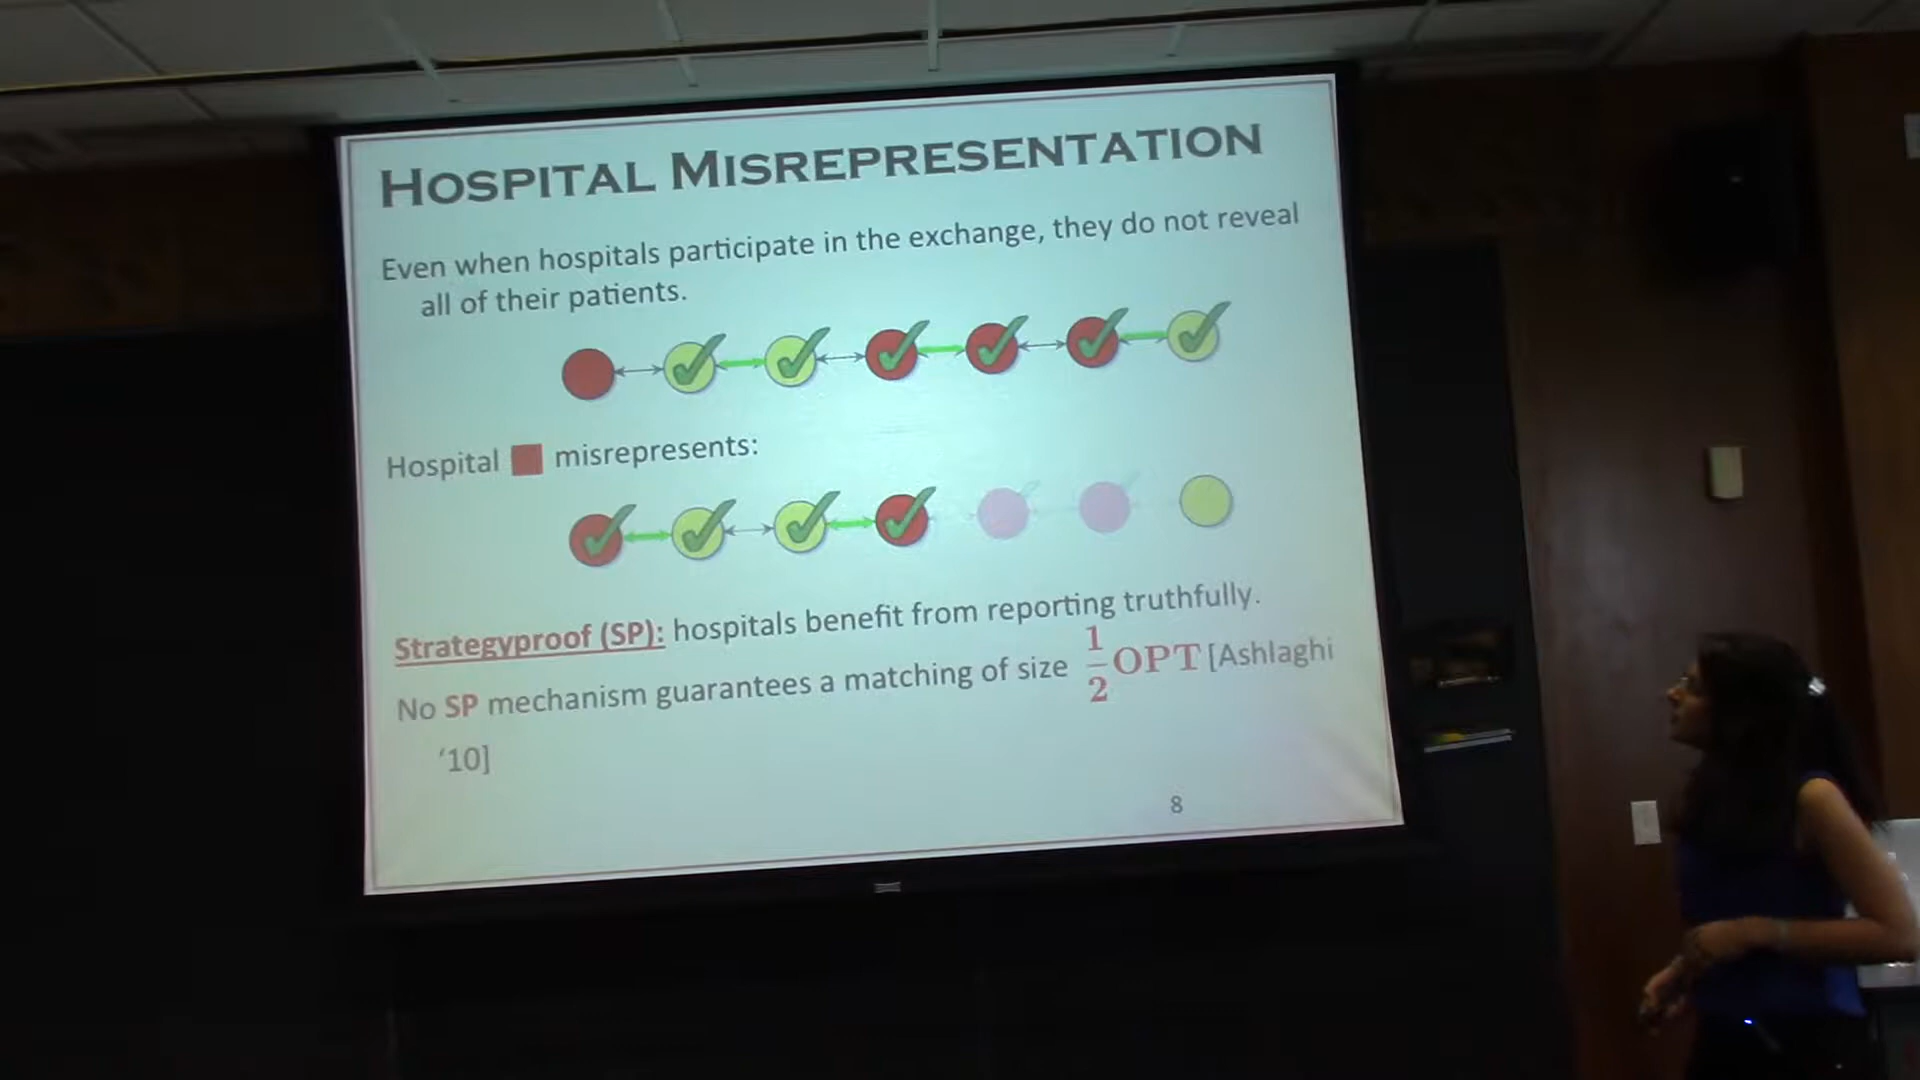 HOSPITAL MISREPRESENTATION
Even when hospitals participate in the exchange, they do not reveal
all of their patients.
Hospital misrepresents:
Strategyproof (SP): hospitals benefit from reporting truthfully.
No SP mechanism guarantees a matching of size 1/2 OPT [Ashlaghi
‘10]
8